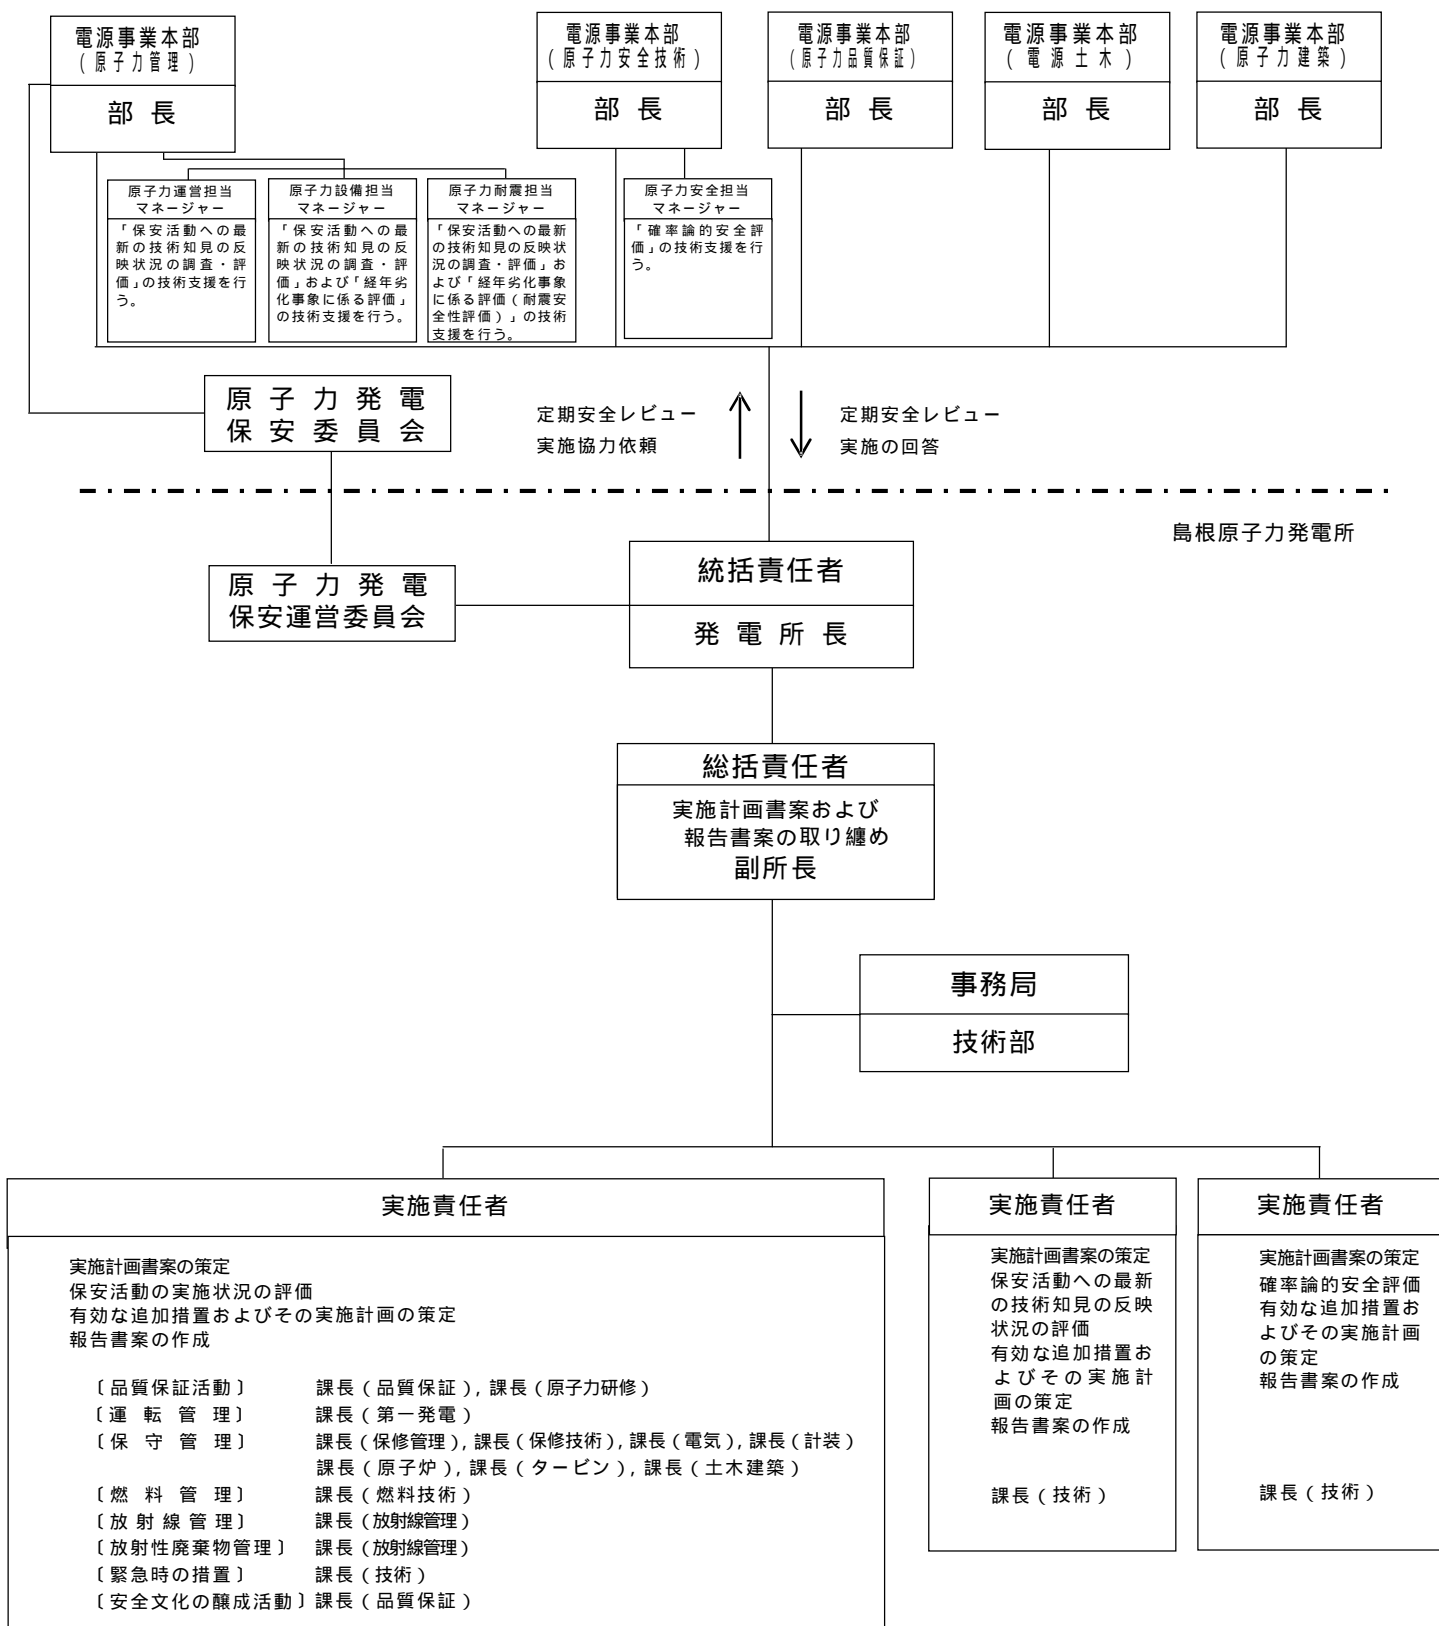 電源事業本部
（原子力管理）
部長
電源事業本部
（原子力安全技術）
部長
電源事業本部
（原子力品質保証）
部長
電源事業本部
（電源土木）
部長
電源事業本部
（原子力建築）
部長
原子力運営担当
マネージャー
「保安活動への最
新の技術知見の反
映状況の調査・評
価」の技術支援を行
う。
原子力設備担当
マネージャー
「保安活動への最
新の技術知見の反
映状況の調査・評
価」および「経年劣
化事象に係る評価」
の技術支援を行う。
原子力耐震担当
マネージャー
「保安活動への最新
の技術知見の反映状
況の調査・評価」お
よび「経年劣化事象
に係る評価（耐震安
全性評価）」の技術
支援を行う。
原子力安全担当
マネージャー
「確率論的安全評
価」の技術支援を行
う。
原子力発電
保安委員会
定期安全レビュー
実施協力依頼
定期安全レビュー
実施の回答
島根原子力発電所
原子力発電
保安運営委員会
統括責任者
発電所長
総括責任者
実施計画書案および
報告書案の取り纏め
副所長
事務局
技術部
実施責任者
実施計画書案の策定
保安活動の実施状況の評価
有効な追加措置およびその実施計画の策定
報告書案の作成
〔品質保証活動〕 課長（品質保証）, 課長（原子力研修）
〔運転管理〕 課長（第一発電）
〔保守管理〕 課長（保修管理）, 課長（保修技術）, 課長（電気）, 課長（計装）
課長（原子炉）, 課長（タービン）, 課長（土木建築）
〔燃料管理〕 課長（燃料技術）
〔放射線管理〕 課長（放射線管理）
〔放射性廃棄物管理〕 課長（放射線管理）
〔緊急時の措置〕 課長（技術）
〔安全文化の醸成活動〕課長（品質保証）
実施責任者
実施計画書案の策定
保安活動への最新
の技術知見の反映
状況の評価
有効な追加措置お
よびその実施計
画の策定
報告書案の作成
課長（技術）
実施責任者
実施計画書案の策定
確率論的安全評価
有効な追加措置お
よびその実施計画
の策定
報告書案の作成
課長（技術）